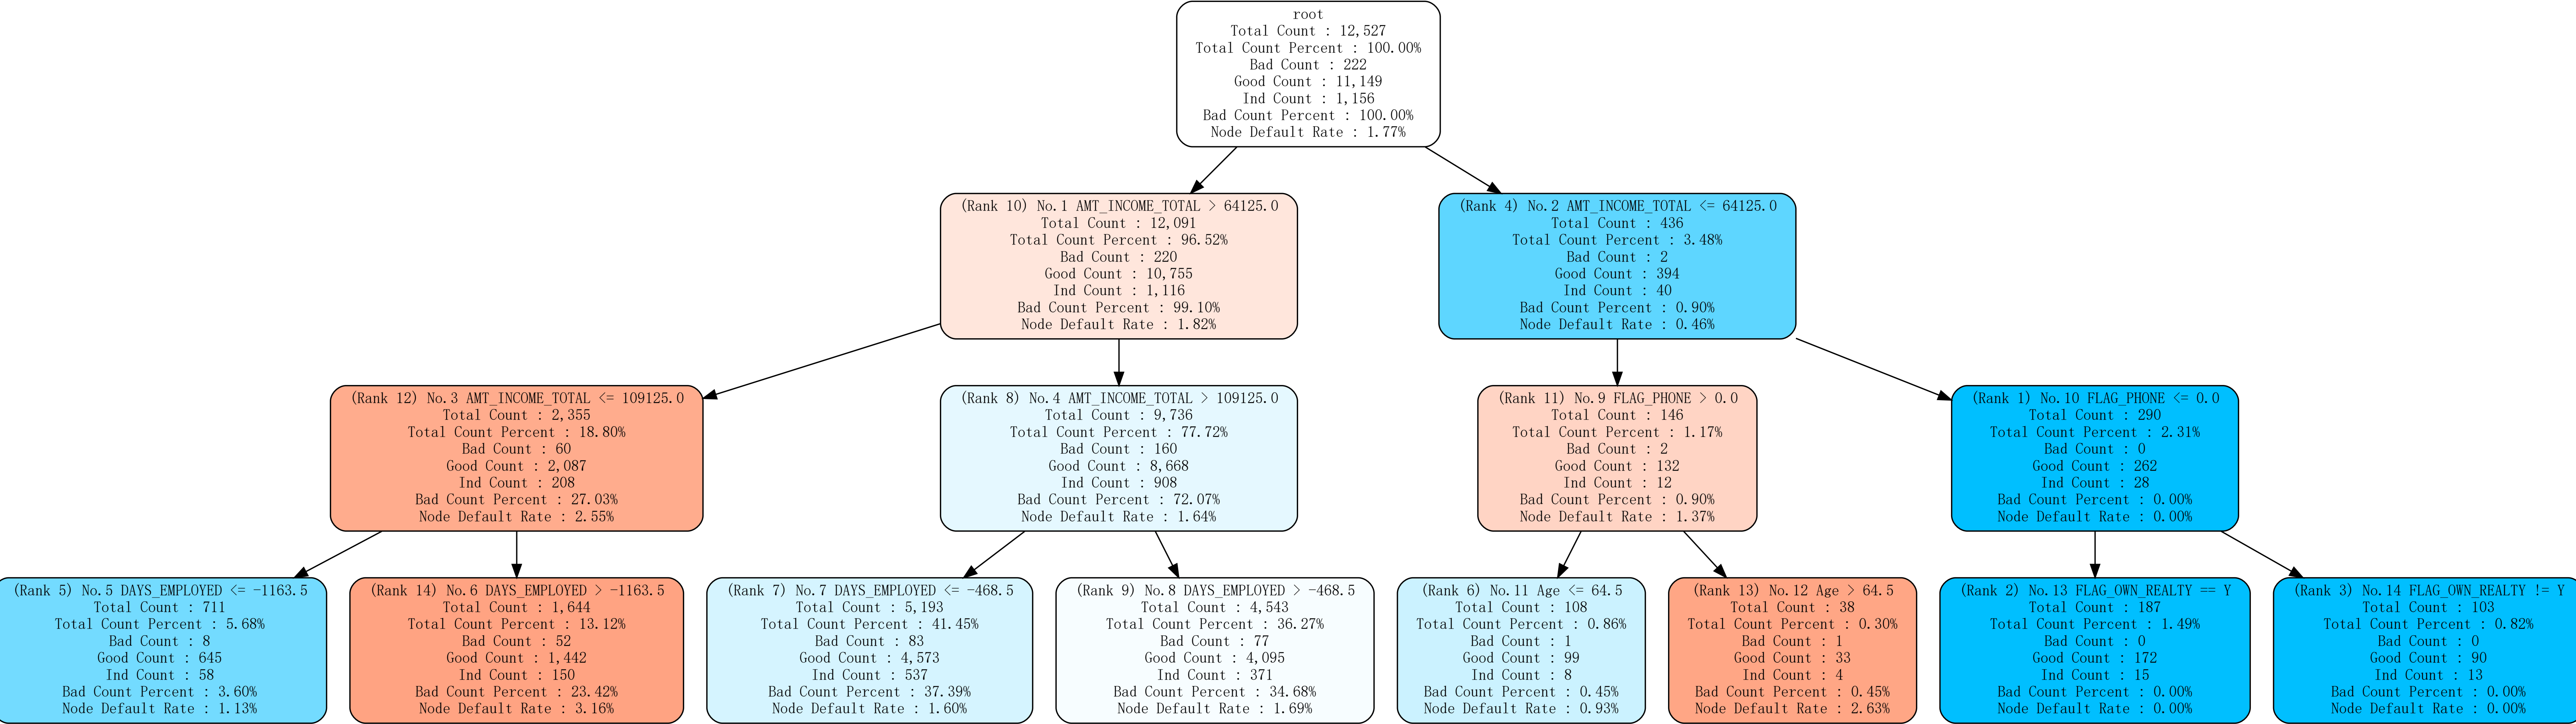 root
Total Count : 12,527
Total Count Percent : 100.00%
Bad Count : 222
Good Count : 11,149
Ind Count : 1,156
Bad Count Percent : 100.00%
Node Default Rate : 1.77%
(Rank 10) No.1 AMT_INCOME_TOTAL > 64125.0
Total Count : 12,091
Total Count Percent : 96.52%
Bad Count : 220
Good Count : 10,755
Ind Count : 1,116
Bad Count Percent : 99.10%
Node Default Rate : 1.82%
(Rank 4) No.2 AMT_INCOME_TOTAL <= 64125.0
Total Count : 436
Total Count Percent : 3.48%
Bad Count : 2
Good Count : 394
Ind Count : 40
Bad Count Percent : 0.90%
Node Default Rate : 0.46%
(Rank 12) No.3 AMT_INCOME_TOTAL <= 109125.0
Total Count : 2,355
Total Count Percent : 18.80%
Bad Count : 60
Good Count : 2,087
Ind Count : 208
Bad Count Percent : 27.03%
Node Default Rate : 2.55%
(Rank 8) No.4 AMT_INCOME_TOTAL > 109125.0
Total Count : 9,736
Total Count Percent : 77.72%
Bad Count : 160
Good Count : 8,668
Ind Count : 908
Bad Count Percent : 72.07%
Node Default Rate : 1.64%
(Rank 11) No.9 FLAG_PHONE > 0.0
Total Count : 146
Total Count Percent : 1.17%
Bad Count : 2
Good Count : 132
Ind Count : 12
Bad Count Percent : 0.90%
Node Default Rate : 1.37%
(Rank 1) No.10 FLAG_PHONE <= 0.0
Total Count : 290
Total Count Percent : 2.31%
Bad Count : 0
Good Count : 262
Ind Count : 28
Bad Count Percent : 0.00%
Node Default Rate : 0.00%
(Rank 5) No.5 DAYS_EMPLOYED <= -1163.5
Total Count : 711
Total Count Percent : 5.68%
Bad Count : 8
Good Count : 645
Ind Count : 58
Bad Count Percent : 3.60%
Node Default Rate : 1.13%
(Rank 14) No.6 DAYS_EMPLOYED > -1163.5
Total Count : 1,644
Total Count Percent : 13.12%
Bad Count : 52
Good Count : 1,442
Ind Count : 150
Bad Count Percent : 23.42%
Node Default Rate : 3.16%
(Rank 7) No.7 DAYS_EMPLOYED <= -468.5
Total Count : 5,193
Total Count Percent : 41.45%
Bad Count : 83
Good Count : 4,573
Ind Count : 537
Bad Count Percent : 37.39%
Node Default Rate : 1.60%
(Rank 9) No.8 DAYS_EMPLOYED > -468.5
Total Count : 4,543
Total Count Percent : 36.27%
Bad Count : 77
Good Count : 4,095
Ind Count : 371
Bad Count Percent : 34.68%
Node Default Rate : 1.69%
(Rank 6) No.11 Age <= 64.5
Total Count : 108
Total Count Percent : 0.86%
Bad Count : 1
Good Count : 99
Ind Count : 8
Bad Count Percent : 0.45%
Node Default Rate : 0.93%
(Rank 13) No.12 Age > 64.5
Total Count : 38
Total Count Percent : 0.30%
Bad Count : 1
Good Count : 33
Ind Count : 4
Bad Count Percent : 0.45%
Node Default Rate : 2.63%
(Rank 2) No.13 FLAG_OWN_REALTY == Y
Total Count : 187
Total Count Percent : 1.49%
Bad Count : 0
Good Count : 172
Ind Count : 15
Bad Count Percent : 0.00%
Node Default Rate : 0.00%
(Rank 3) No.14 FLAG_OWN_REALTY != Y
Total Count : 103
Total Count Percent : 0.82%
Bad Count : 0
Good Count : 90
Ind Count : 13
Bad Count Percent : 0.00%
Node Default Rate : 0.00%